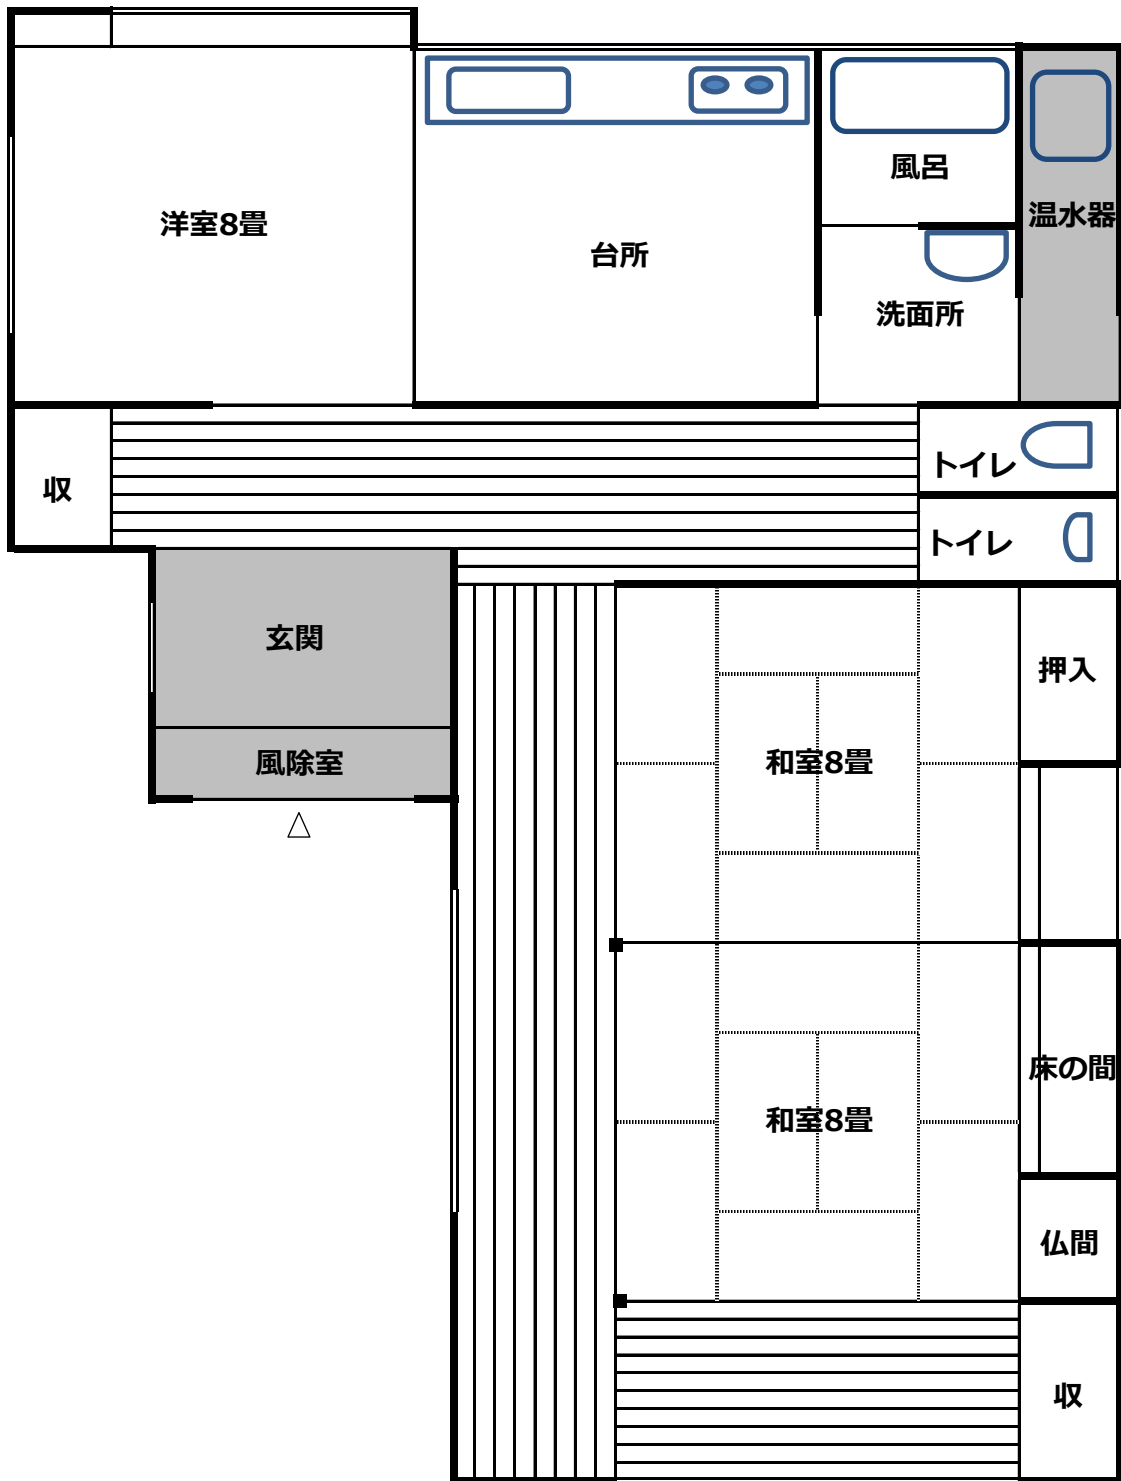 風呂
温水器
洋室8畳
台所
洗面所
トイレ
収
トイレ
玄関
押入
風除室
和室8畳
△
床の間
和室8畳
仏間
収